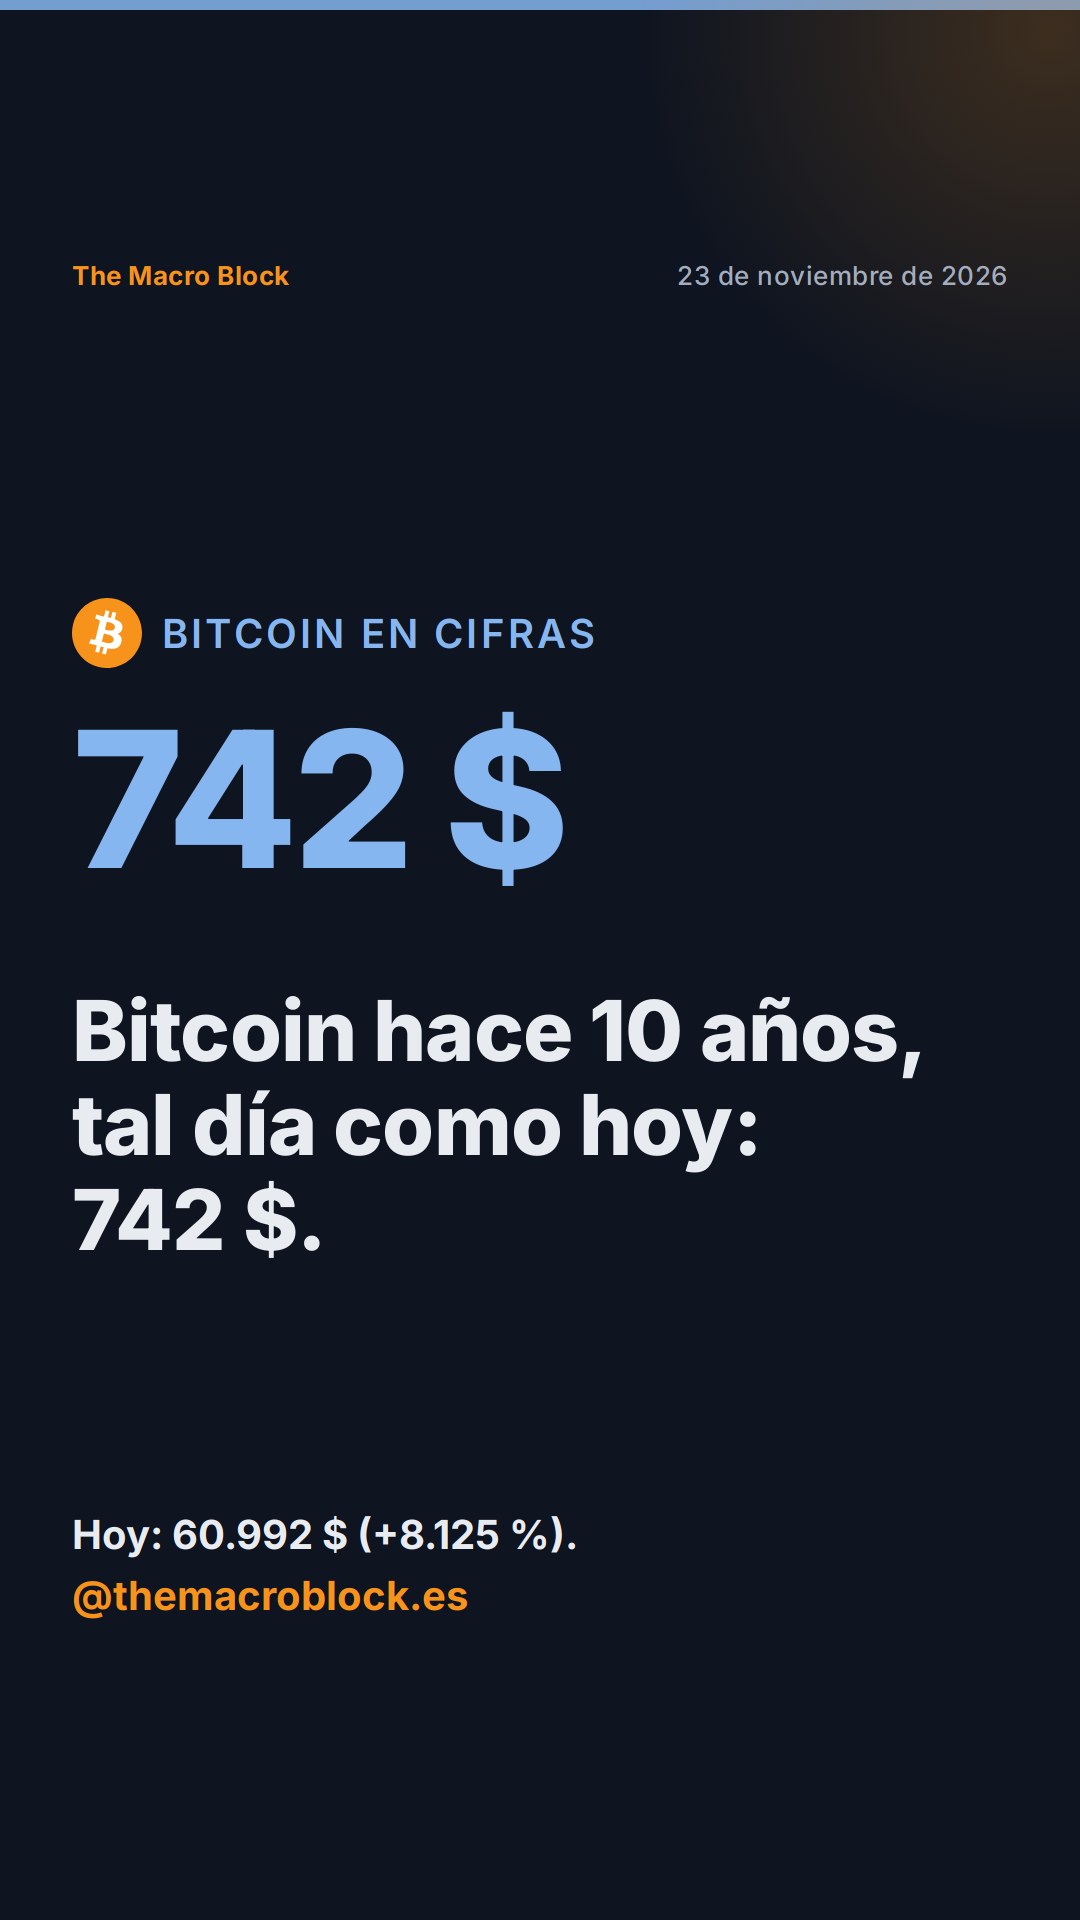 The Macro Block
23 de noviembre de 2026
BITCOIN EN CIFRAS
742 $
Bitcoin hace 10 años,
tal día como hoy:
742 $.
Hoy: 60.992 $ (+8.125 %).
@themacroblock.es